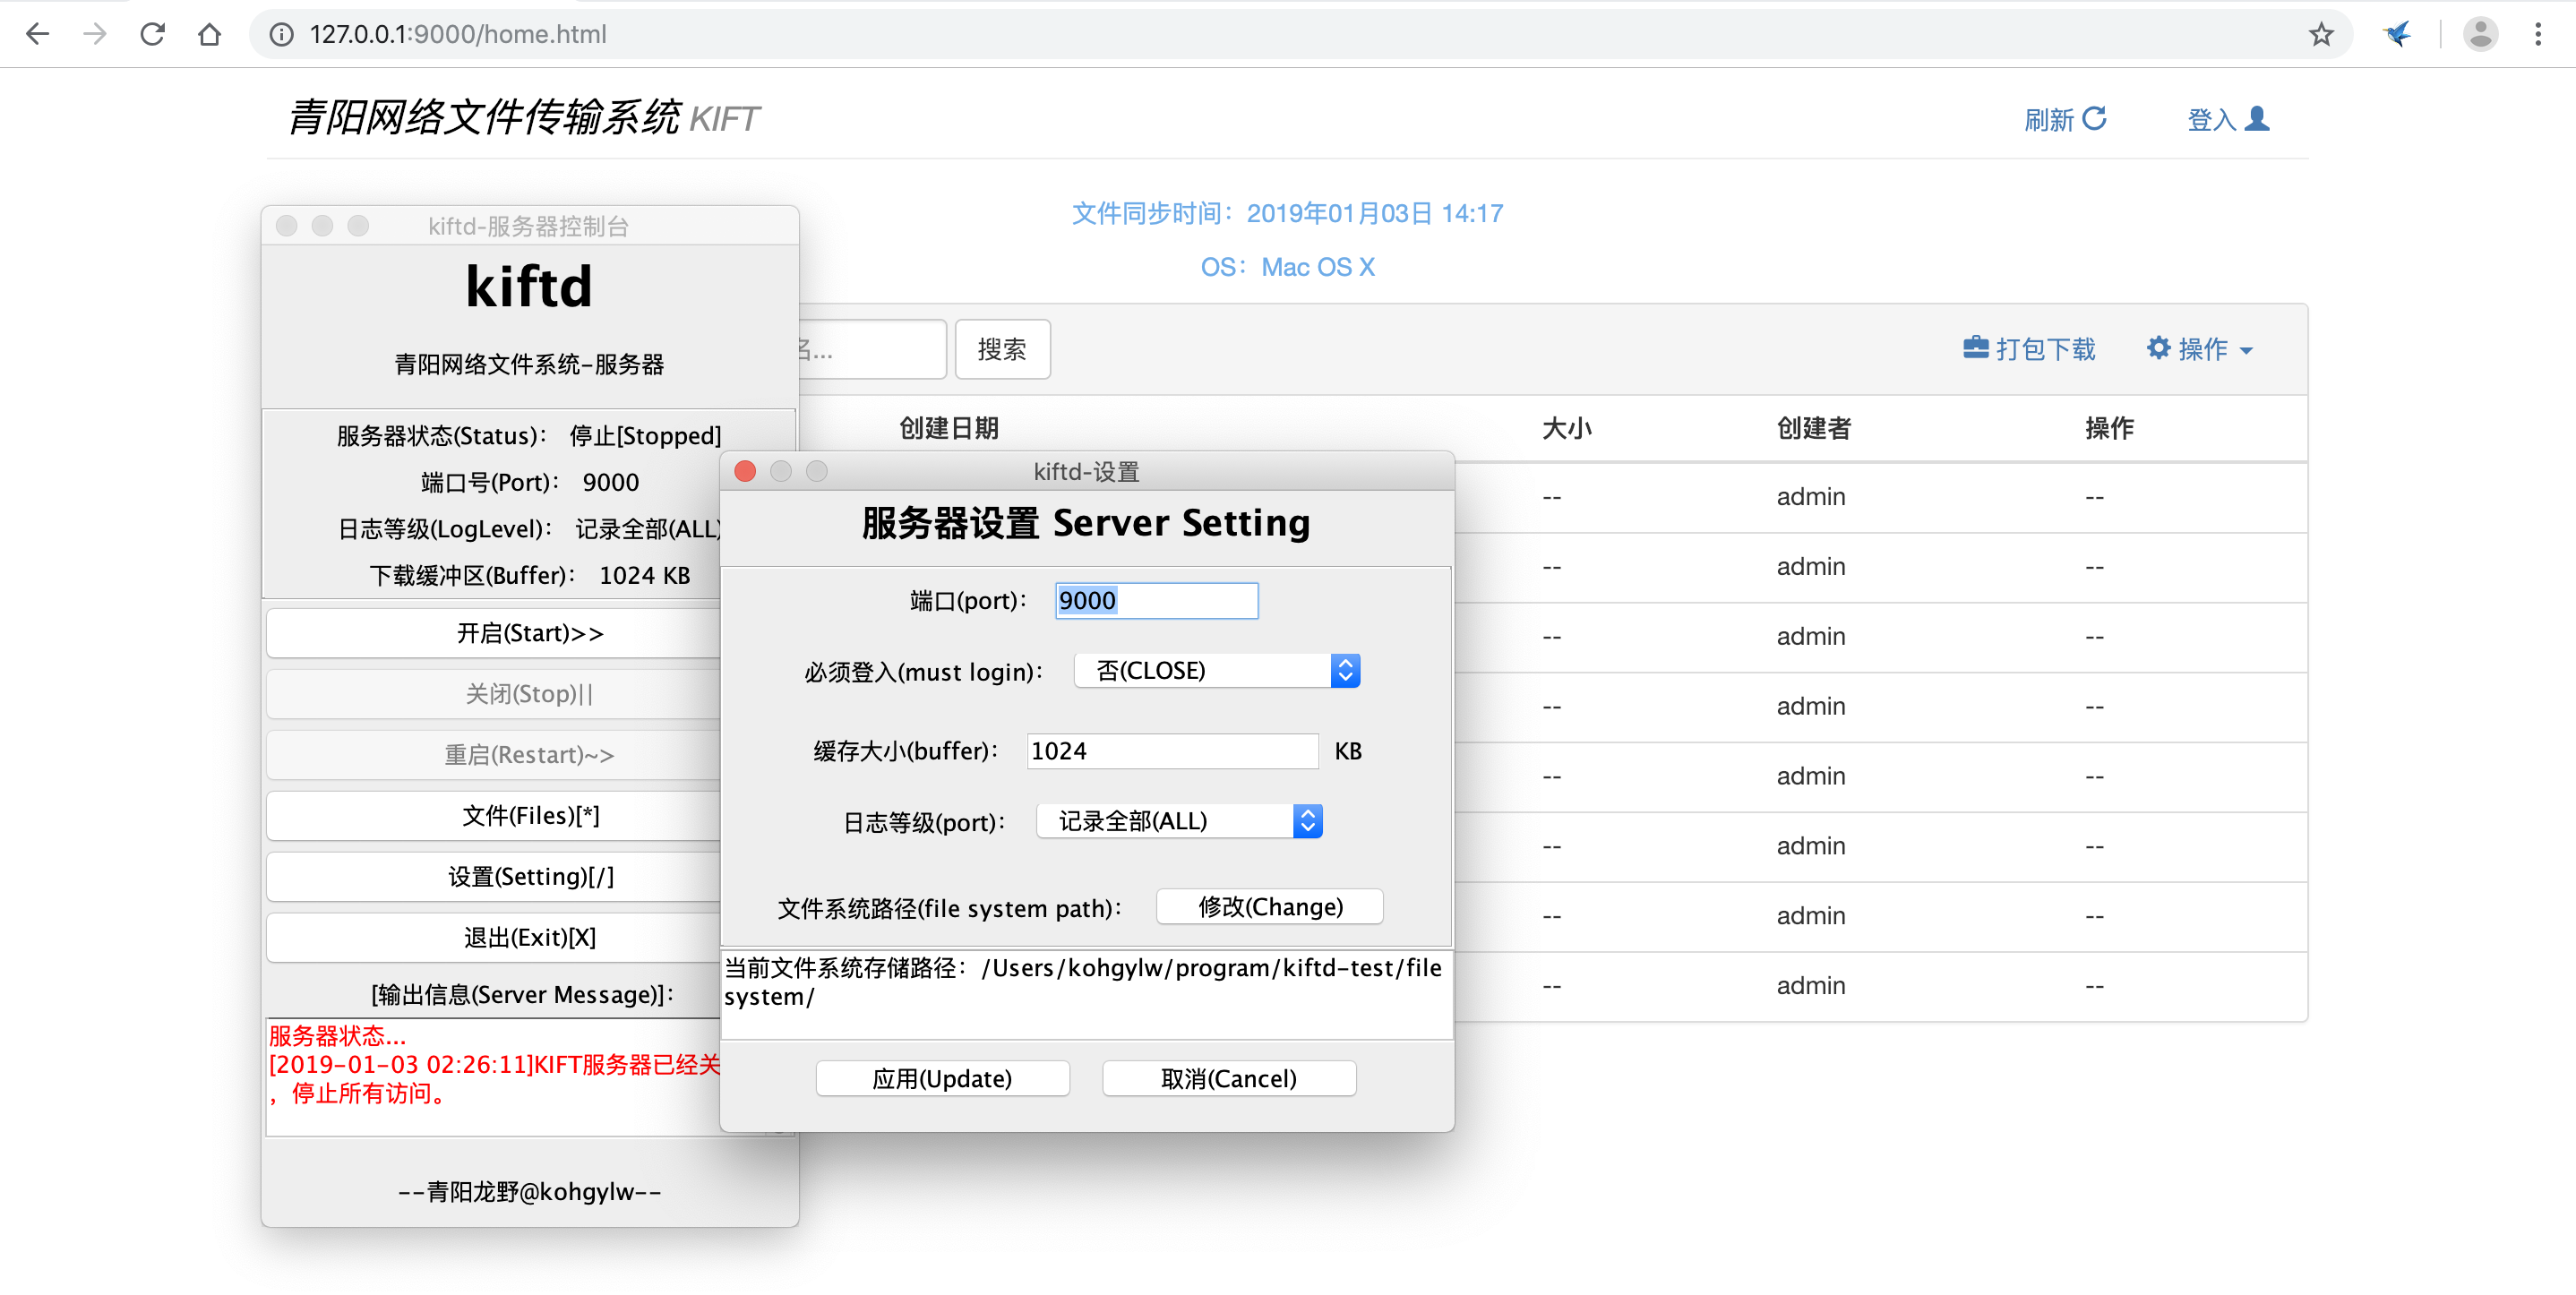 127.0.0.1:9000/home.html
青阳网络文件传输系统 KIFT
刷新
登入
文件同步时间：2019年01月03日 14:17
OS：Mac OS X
名...
搜索
打包下载
操作
创建日期
大小
创建者
操作
--
admin
--
--
admin
--
--
admin
--
--
admin
--
--
admin
--
--
admin
--
--
admin
--
--
admin
--
kiftd-服务器控制台
kiftd
青阳网络文件系统-服务器
服务器状态(Status)： 停止[Stopped]
端口号(Port)： 9000
日志等级(LogLevel)： 记录全部(ALL)
下载缓冲区(Buffer)： 1024 KB
开启(Start)>>
关闭(Stop)||
重启(Restart)~>
文件(Files)[*]
设置(Setting)[/]
退出(Exit)[X]
[输出信息(Server Message)]：
服务器状态...
[2019-01-03 02:26:11]KIFT服务器已经关
，停止所有访问。
--青阳龙野@kohgylw--
kiftd-设置
服务器设置 Server Setting
端口(port)： 9000
必须登入(must login)： 否(CLOSE)
缓存大小(buffer)： 1024 KB
日志等级(port)： 记录全部(ALL)
文件系统路径(file system path)： 修改(Change)
当前文件系统存储路径：/Users/kohgylw/program/kiftd-test/file
system/
应用(Update)
取消(Cancel)